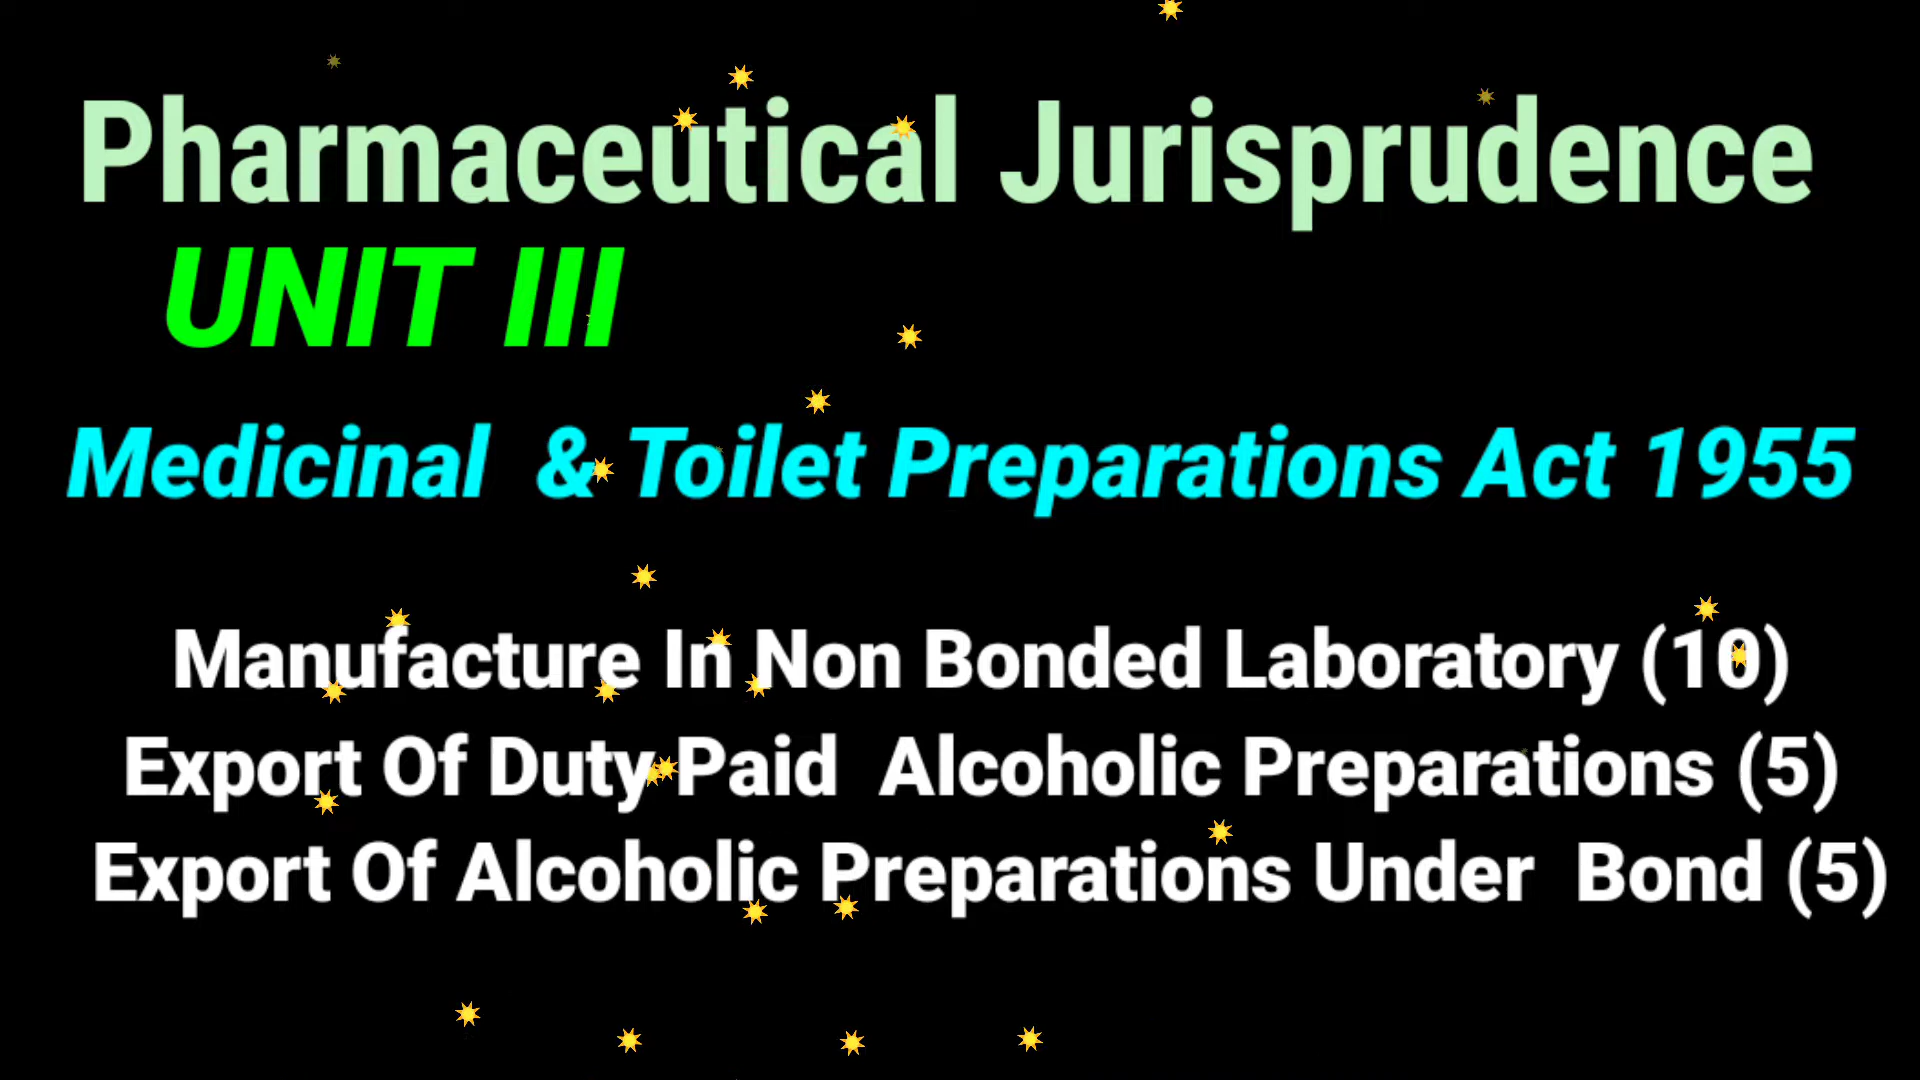 Pharmaceutical Jurisprudence
UNIT III
Medicinal & Toilet Preparations Act 1955
Manufacture In Non Bonded Laboratory (10)
Export Of Duty Paid Alcoholic Preparations (5)
Export Of Alcoholic Preparations Under Bond (5)